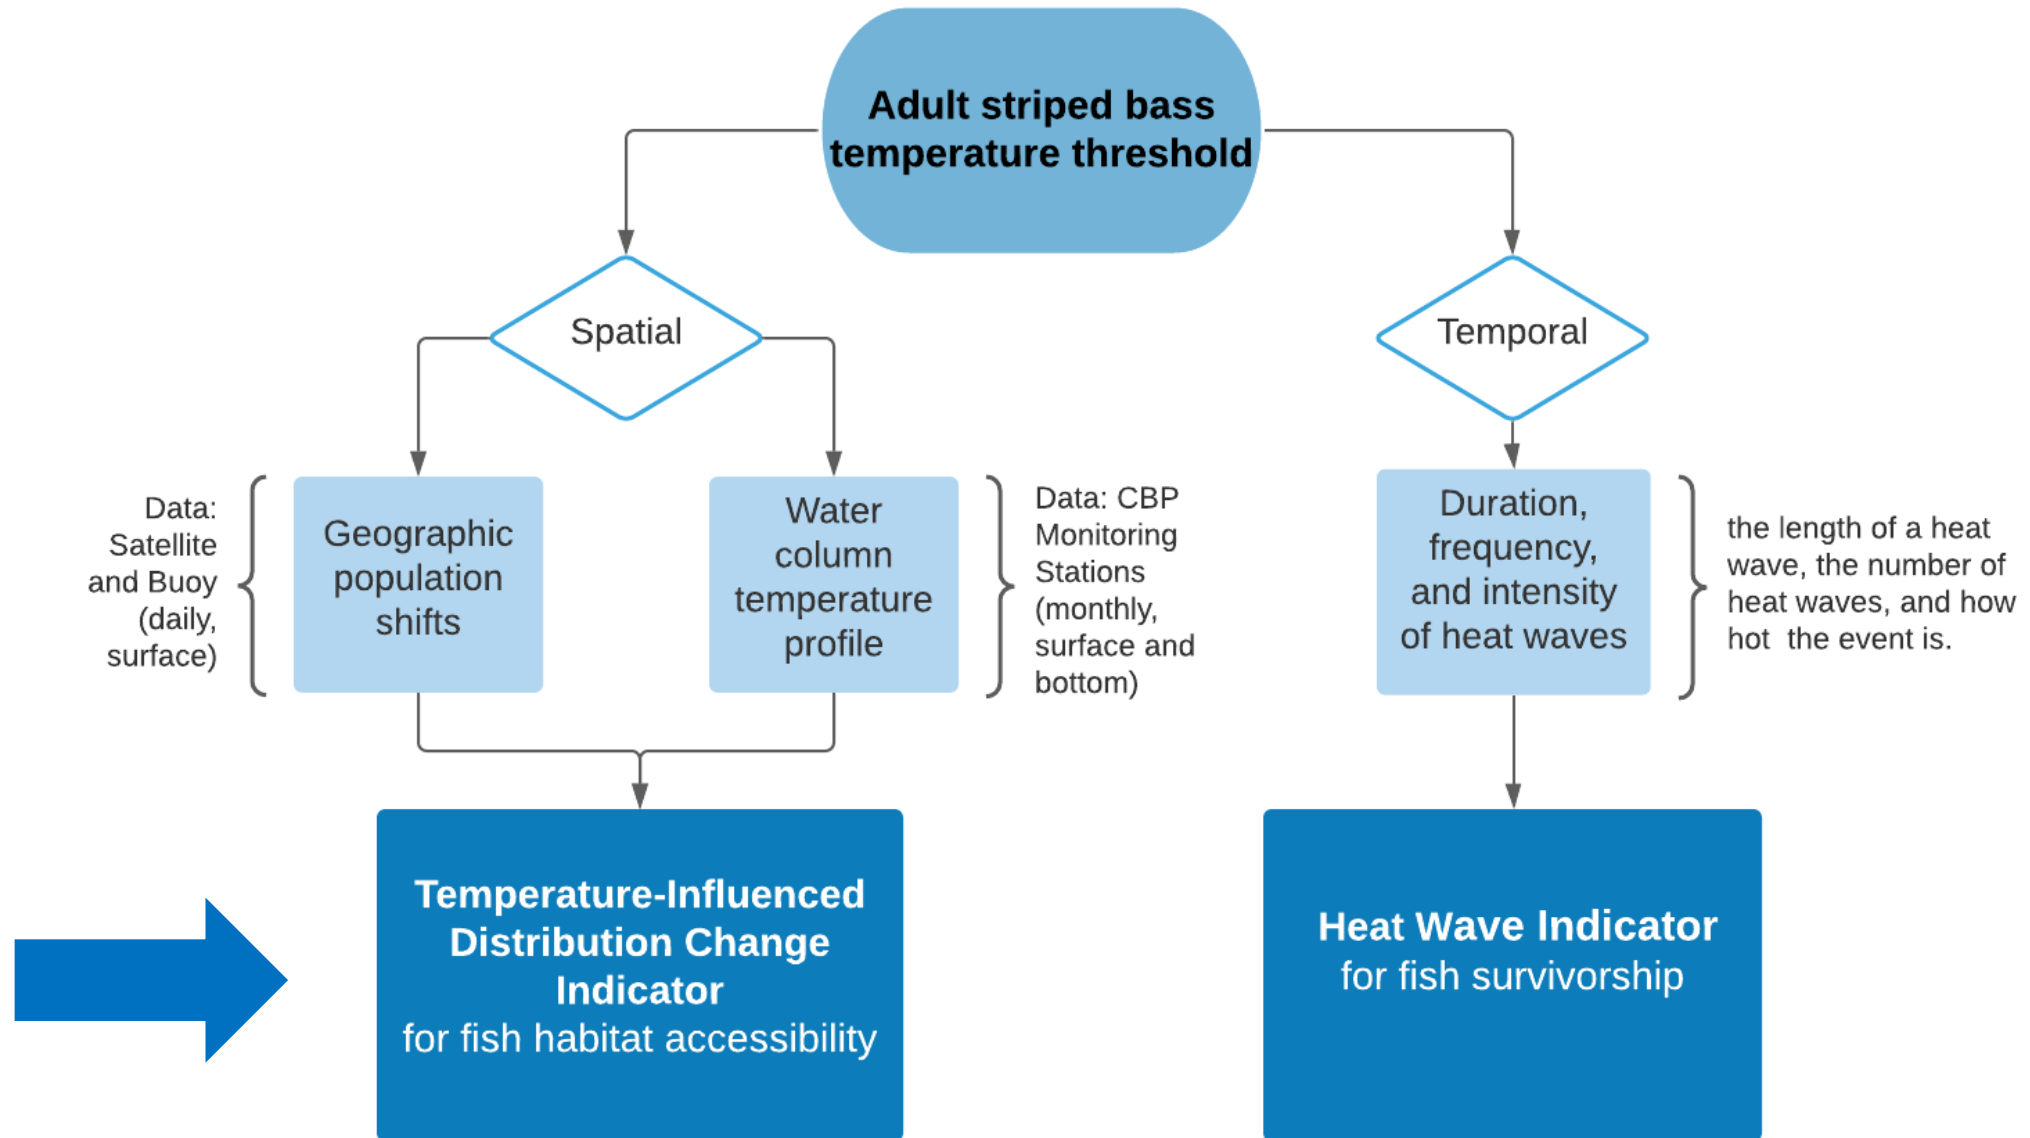 Adult striped bass
temperature threshold
Spatial
Temporal
Data:
Satellite
and Buoy
(daily,
surface)
Geographic
population
shifts
Water
column
temperature
profile
Data: CBP
Monitoring
Stations
(monthly,
surface and
bottom)
Duration,
frequency,
and intensity
of heat waves
the length of a heat
wave, the number of
heat waves, and how
hot  the event is.
Temperature-Influenced
Distribution Change
Indicator
for fish habitat accessibility
Heat Wave Indicator
for fish survivorship